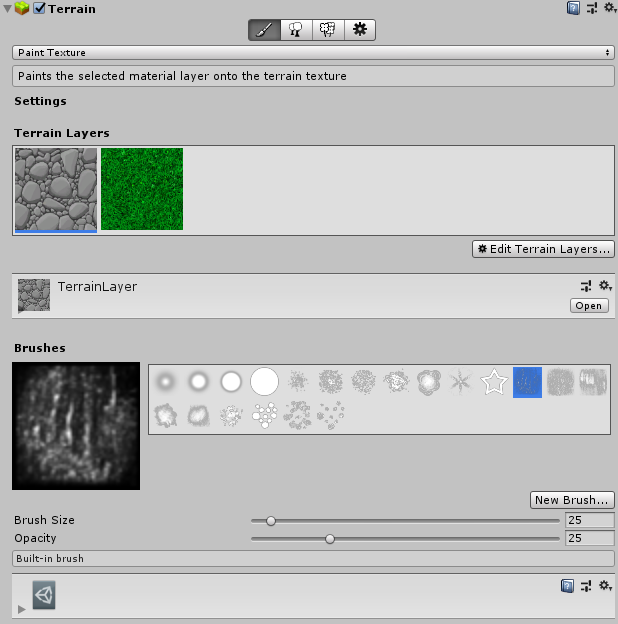 Terrain
Paint Texture
Paints the selected material layer onto the terrain texture
Settings
Terrain Layers
Edit Terrain Layers...
TerrainLayer
Open
Brushes
New Brush...
Brush Size 25
Opacity 25
Built-in brush